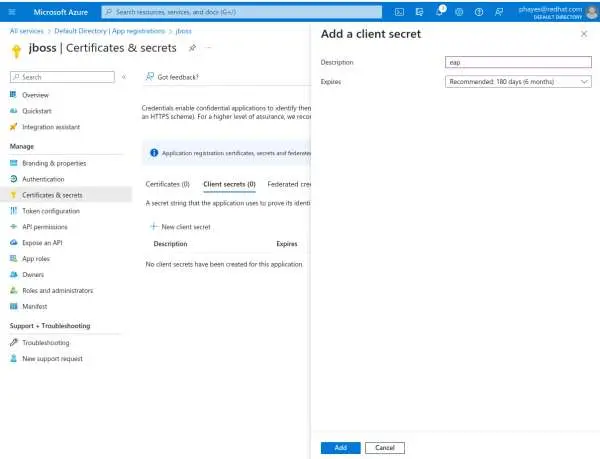 Microsoft Azure
Search resources, services, and docs (G+/)
phayes@redhat.com
DEFAULT DIRECTORY
All services > Default Directory | App registrations > jboss
jboss | Certificates & secrets
Search
Overview
Quickstart
Integration assistant
Manage
Branding & properties
Authentication
Certificates & secrets
Token configuration
API permissions
Expose an API
App roles
Owners
Roles and administrators
Manifest
Support + Troubleshooting
Troubleshooting
New support request
Got feedback?
Credentials enable confidential applications to identify them
an HTTPS scheme). For a higher level of assurance, we recom
Application registration certificates, secrets and federated
Certificates (0) Client secrets (0) Federated cre
A secret string that the application uses to prove its identi
New client secret
Description Expires
No client secrets have been created for this application.
Add a client secret
Description eap
Expires Recommended: 180 days (6 months)
Add Cancel